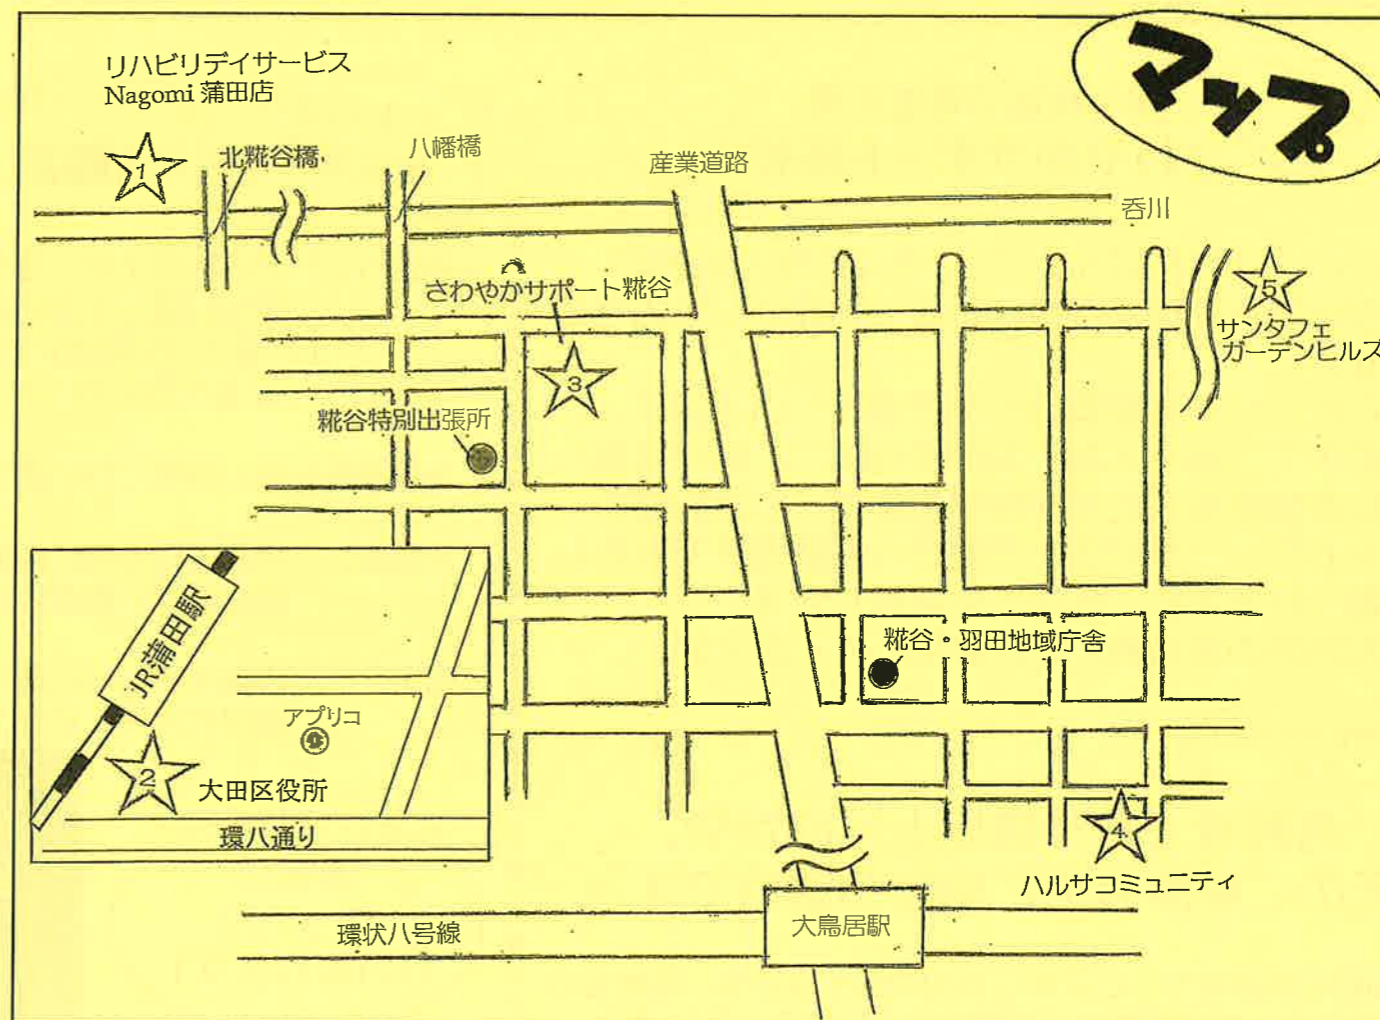 マップ
リハビリデイサービス
Nagomi 蒲田店
1
北糀谷橋
八幡橋
産業道路
呑川
さわやかサポート糀谷
3
5
サンタフェ
ガーデンヒルズ
糀谷特別出張所
JR蒲田駅
糀谷・羽田地域庁舎
アプリコ
2
大田区役所
環八通り
4
ハルサコミュニティ
環状八号線
大鳥居駅